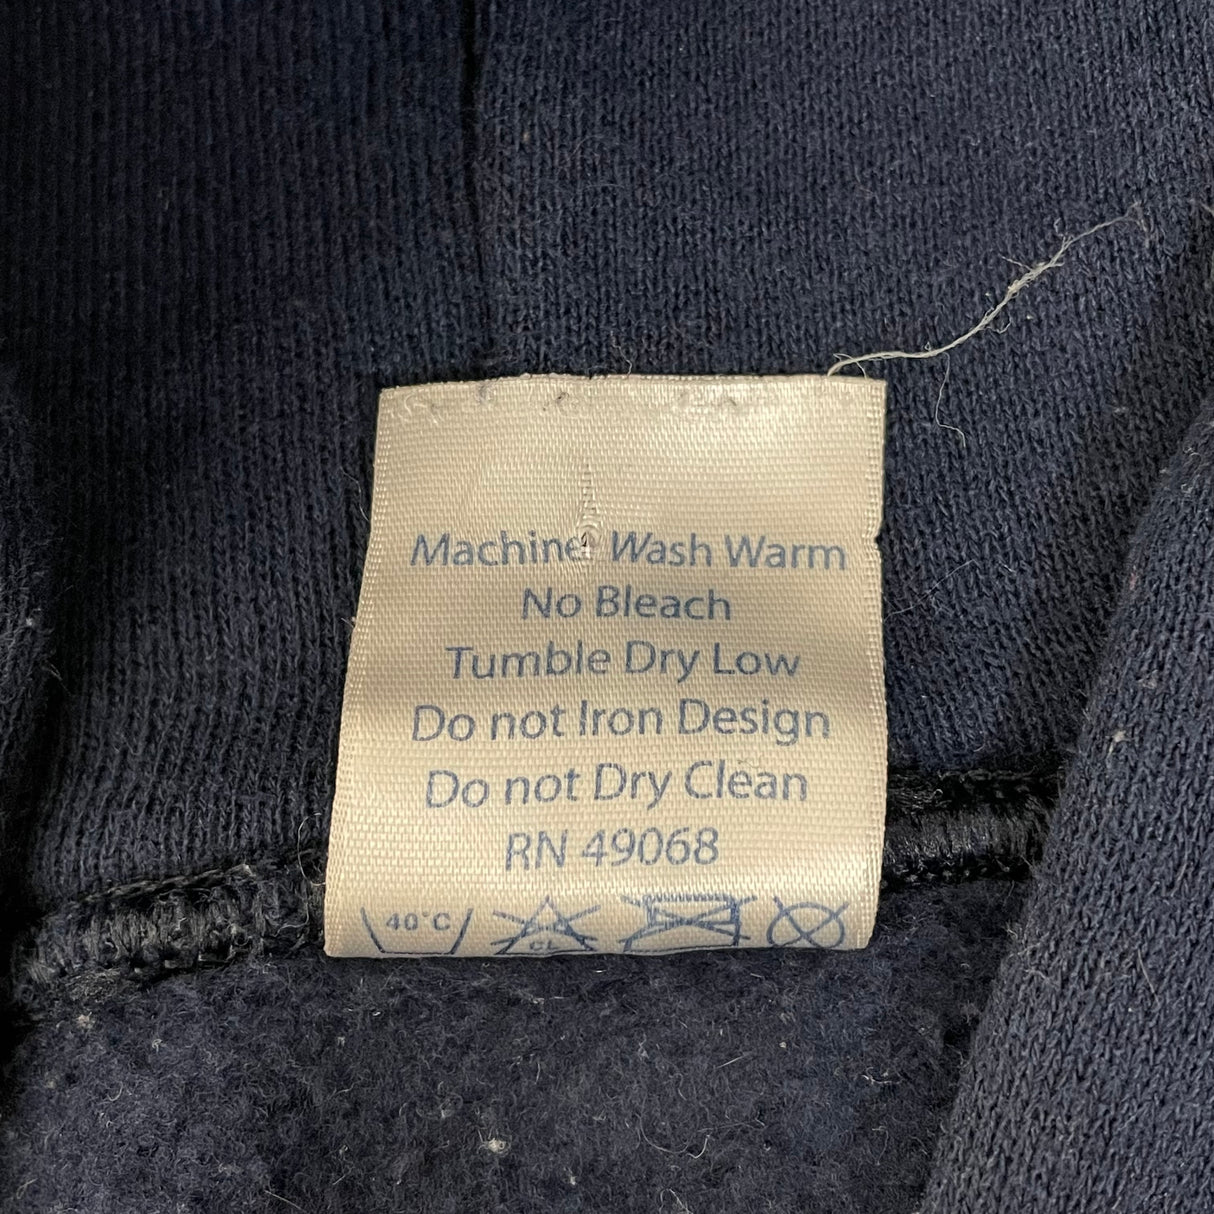 Machine Wash Warm
No Bleach
Tumble Dry Low
Do not Iron Design
Do not Dry Clean
RN 49068
40°C
CL